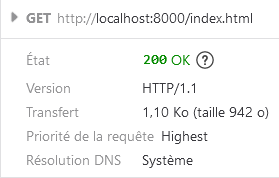 GET http://localhost:8000/index.html
État 200 OK ?
Version HTTP/1.1
Transfert 1,10 Ko (taille 942 o)
Priorité de la requête Highest
Résolution DNS Système